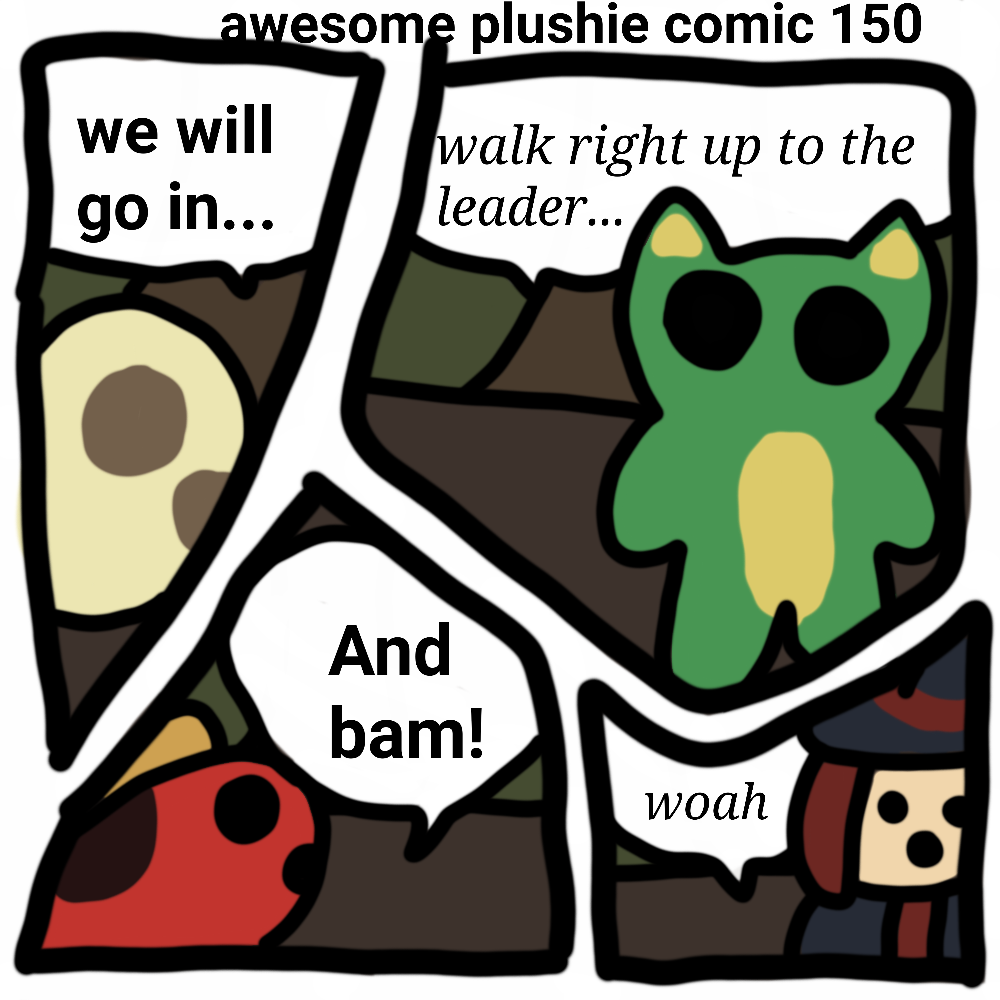 awesome plushie comic 150
we will
go in...
walk right up to the
leader...
And
bam!
woah